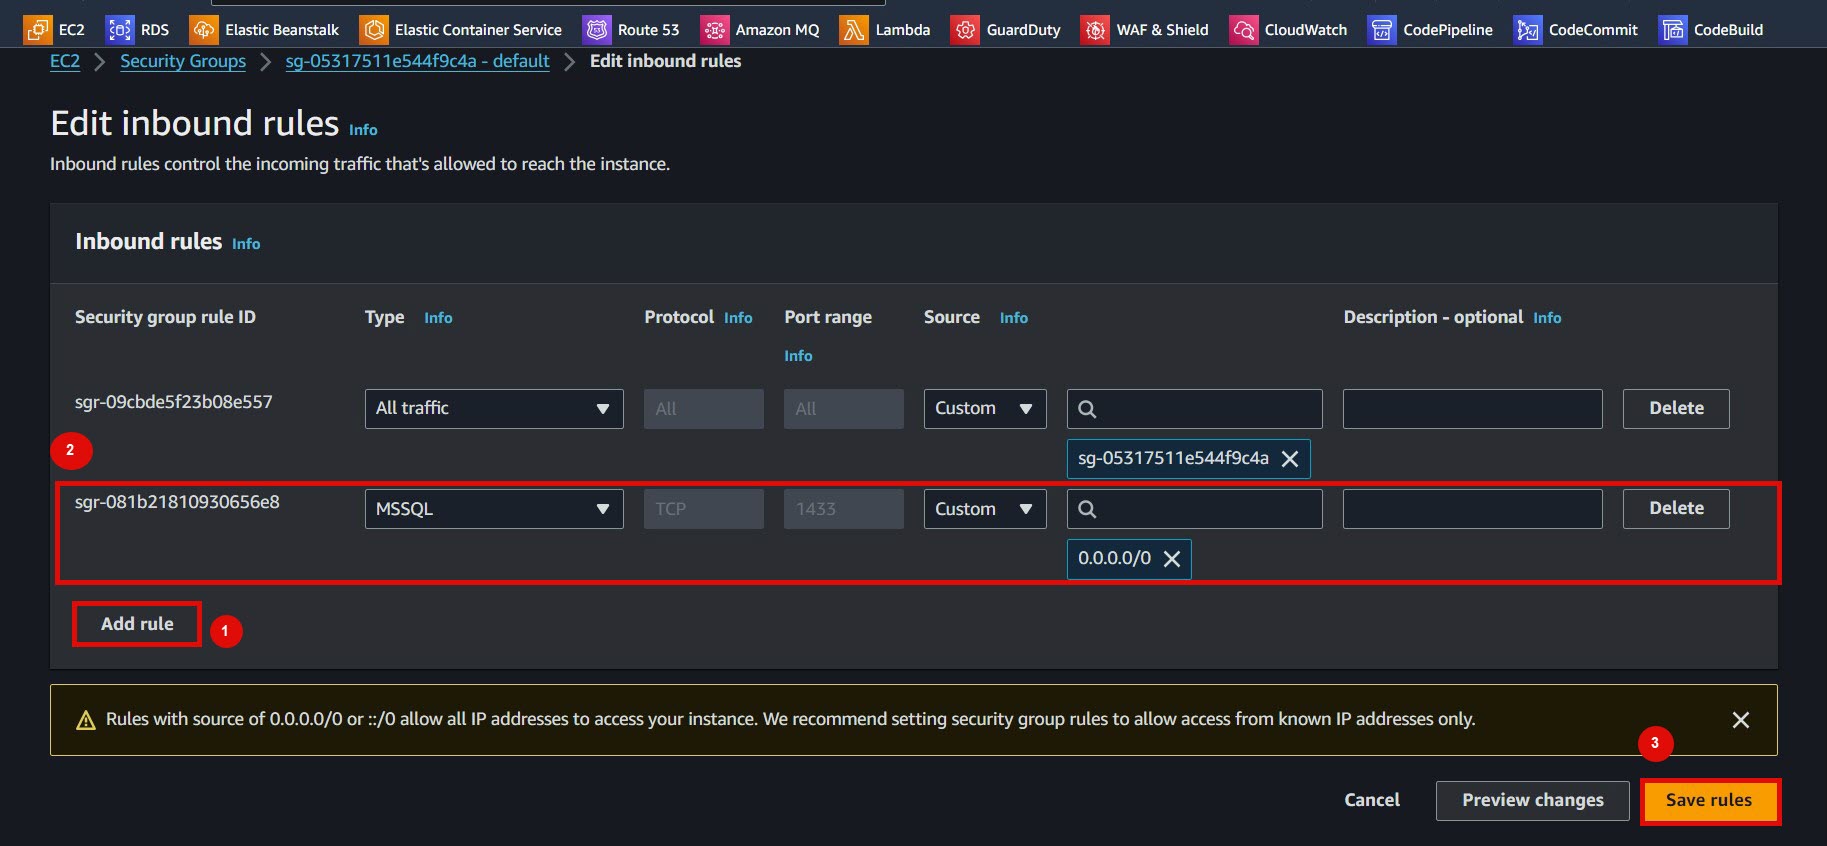 EC2 RDS Elastic Beanstalk Elastic Container Service Route 53 Amazon MQ Lambda GuardDuty WAF & Shield CloudWatch CodePipeline CodeCommit CodeBuild
EC2 > Security Groups > sg-05317511e544f9c4a - default > Edit inbound rules
Edit inbound rules Info
Inbound rules control the incoming traffic that's allowed to reach the instance.
Inbound rules Info
Security group rule ID Type Info Protocol Info Port range Source Info Description - optional Info
Info
sgr-09cbde5f23b08e557 All traffic All All Custom Delete
2 sg-05317511e544f9c4a
sgr-081b21810930656e8 MSSQL TCP 1433 Custom Delete
0.0.0.0/0
Add rule 1
Rules with source of 0.0.0.0/0 or ::/0 allow all IP addresses to access your instance. We recommend setting security group rules to allow access from known IP addresses only.
3
Cancel Preview changes Save rules